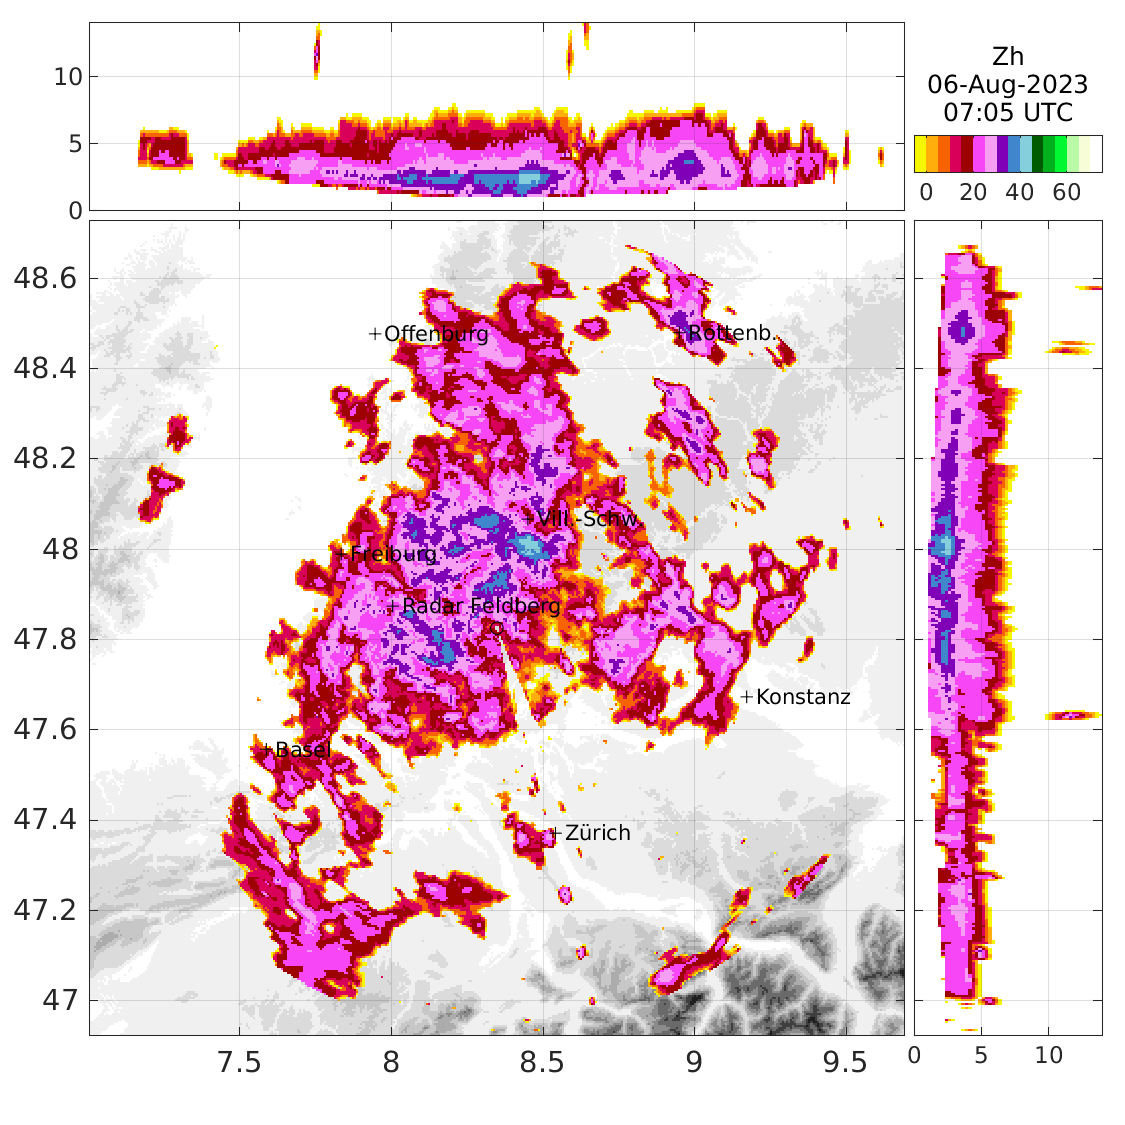 10
5
0
Zh
06-Aug-2023
07:05 UTC
0
20
40
60
48.6
48.4
48.2
48
47.8
47.6
47.4
47.2
47
+Offenburg
+Rottenb.
+Vill.-Schw.
+Freiburg
+Radar Feldberg
+Konstanz
+Basel
+Zürich
7.5
8
8.5
9
9.5
0
5
10